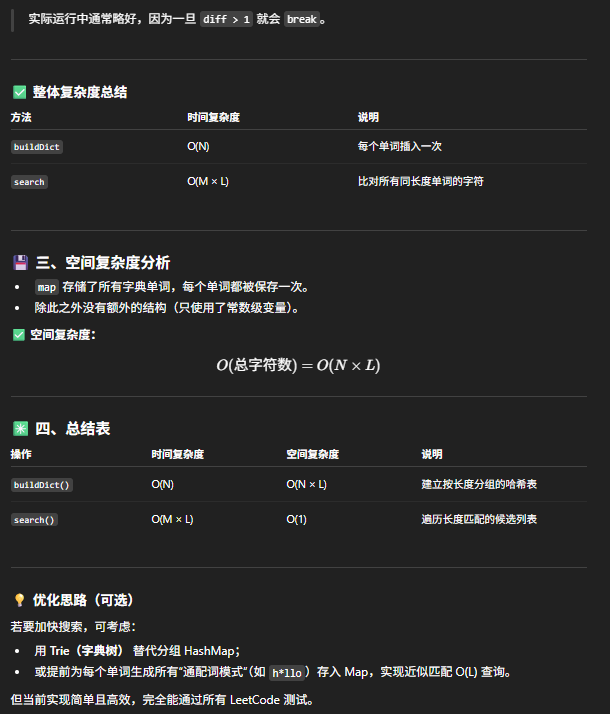 实际运行中通常略好，因为一旦 diff > 1 就会 break。
✅ 整体复杂度总结
方法 时间复杂度 说明
buildDict O(N) 每个单词插入一次
search O(M × L) 比对所有同长度单词的字符
💾 三、空间复杂度分析
• map 存储了所有字典单词，每个单词都被保存一次。
• 除此之外没有额外的结构（只使用了常数级变量）。
✅ 空间复杂度：
O(总字符数) = O(N × L)
✳️ 四、总结表
操作 时间复杂度 空间复杂度 说明
buildDict() O(N) O(N × L) 建立按长度分组的哈希表
search() O(M × L) O(1) 遍历长度匹配的候选列表
💡 优化思路（可选）
若要加快搜索，可考虑：
• 用 Trie（字典树） 替代分组 HashMap；
• 或提前为每个单词生成所有“通配词模式”（如 h*llo）存入 Map，实现近似匹配 O(L) 查询。
但当前实现简单且高效，完全能通过所有 LeetCode 测试。